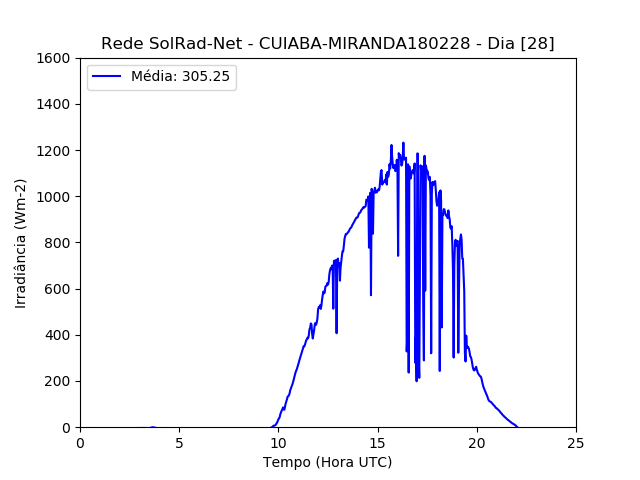 Rede SolRad-Net - CUIABA-MIRANDA180228 - Dia [28]
Média: 305.25
Irradiância (Wm-2)
1600
1400
1200
1000
800
600
400
200
0
0 5 10 15 20 25
Tempo (Hora UTC)